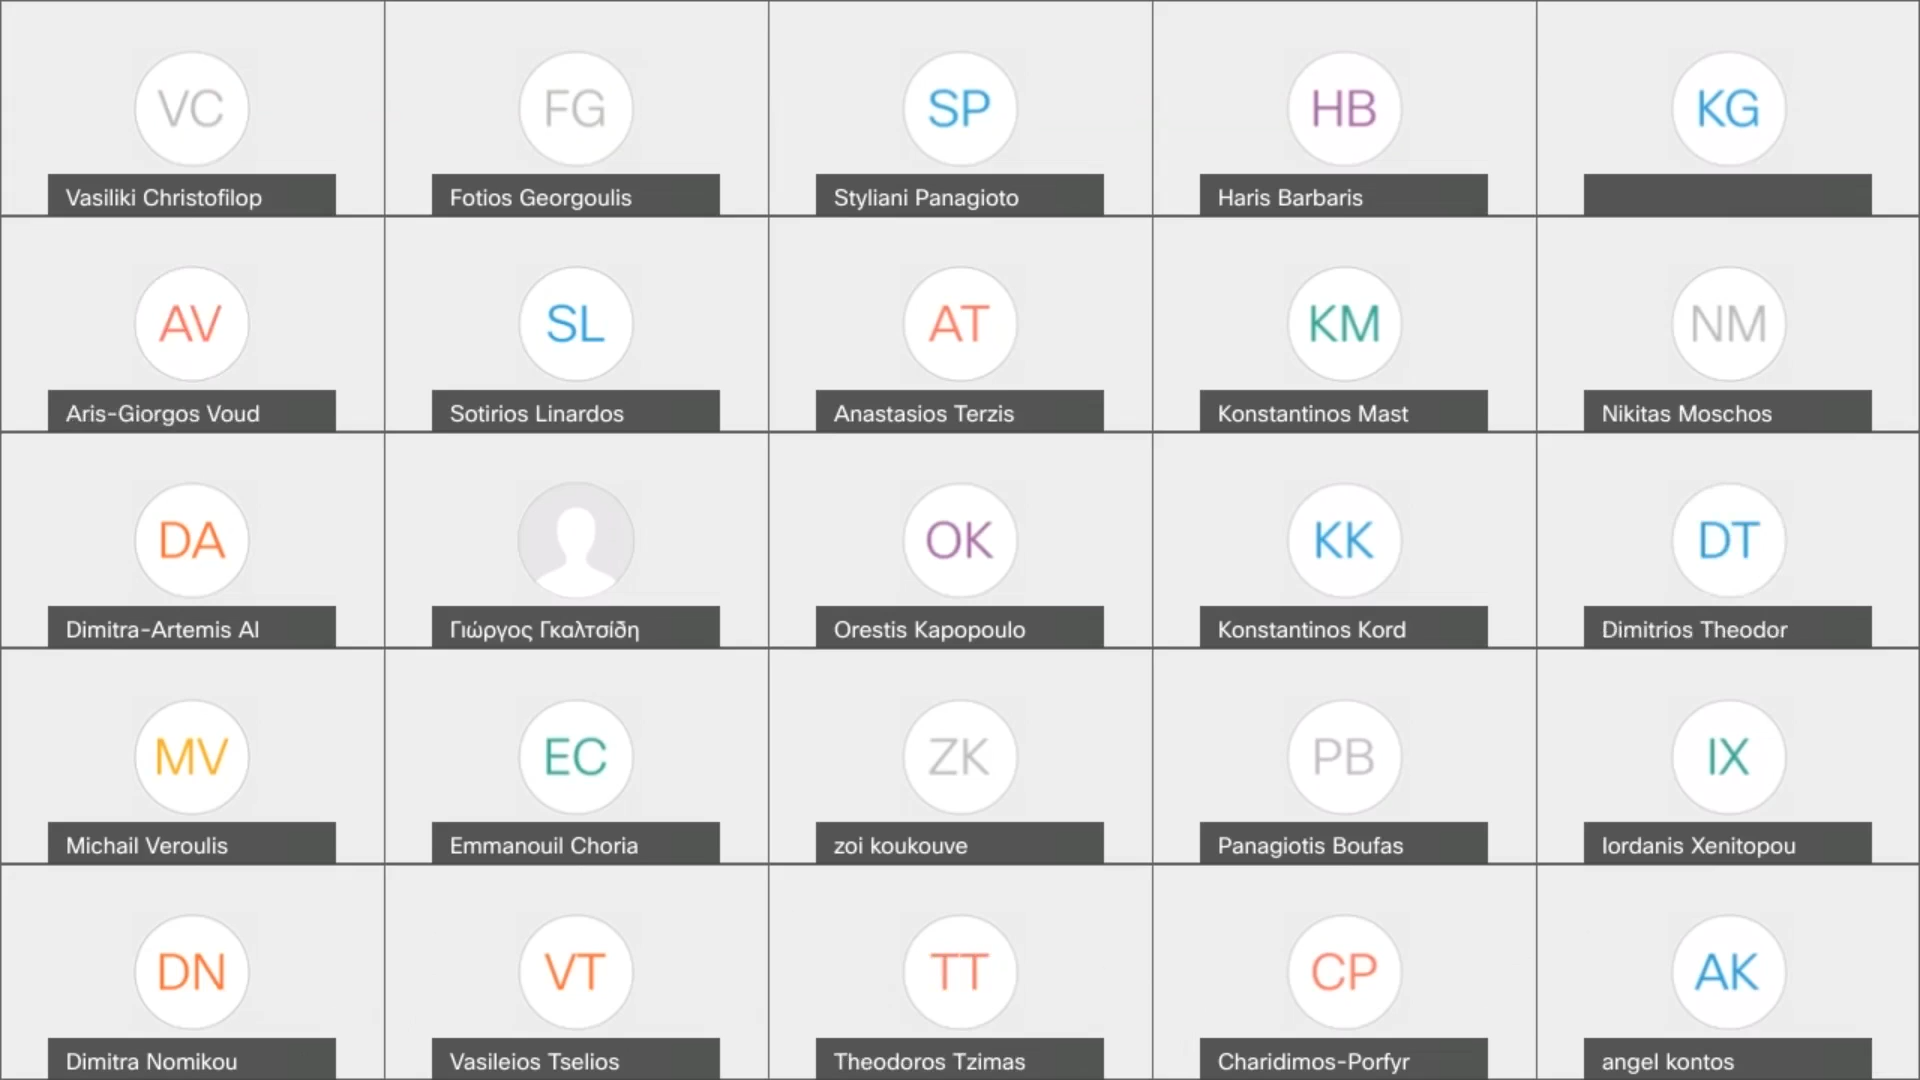 VC
FG
SP
HB
KG
Vasiliki Christofilop
Fotios Georgoulis
Styliani Panagioto
Haris Barbaris
AV
SL
AT
KM
NM
Aris-Giorgos Voud
Sotirios Linardos
Anastasios Terzis
Konstantinos Mast
Nikitas Moschos
DA
OK
KK
DT
Dimitra-Artemis Al
Γιώργος Γκαλτσίδη
Orestis Kapopoulo
Konstantinos Kord
Dimitrios Theodor
MV
EC
ZK
PB
IX
Michail Veroulis
Emmanouil Choria
zoi koukouve
Panagiotis Boufas
Iordanis Xenitopou
DN
VT
TT
CP
AK
Dimitra Nomikou
Vasileios Tselios
Theodoros Tzimas
Charidimos-Porfyr
angel kontos